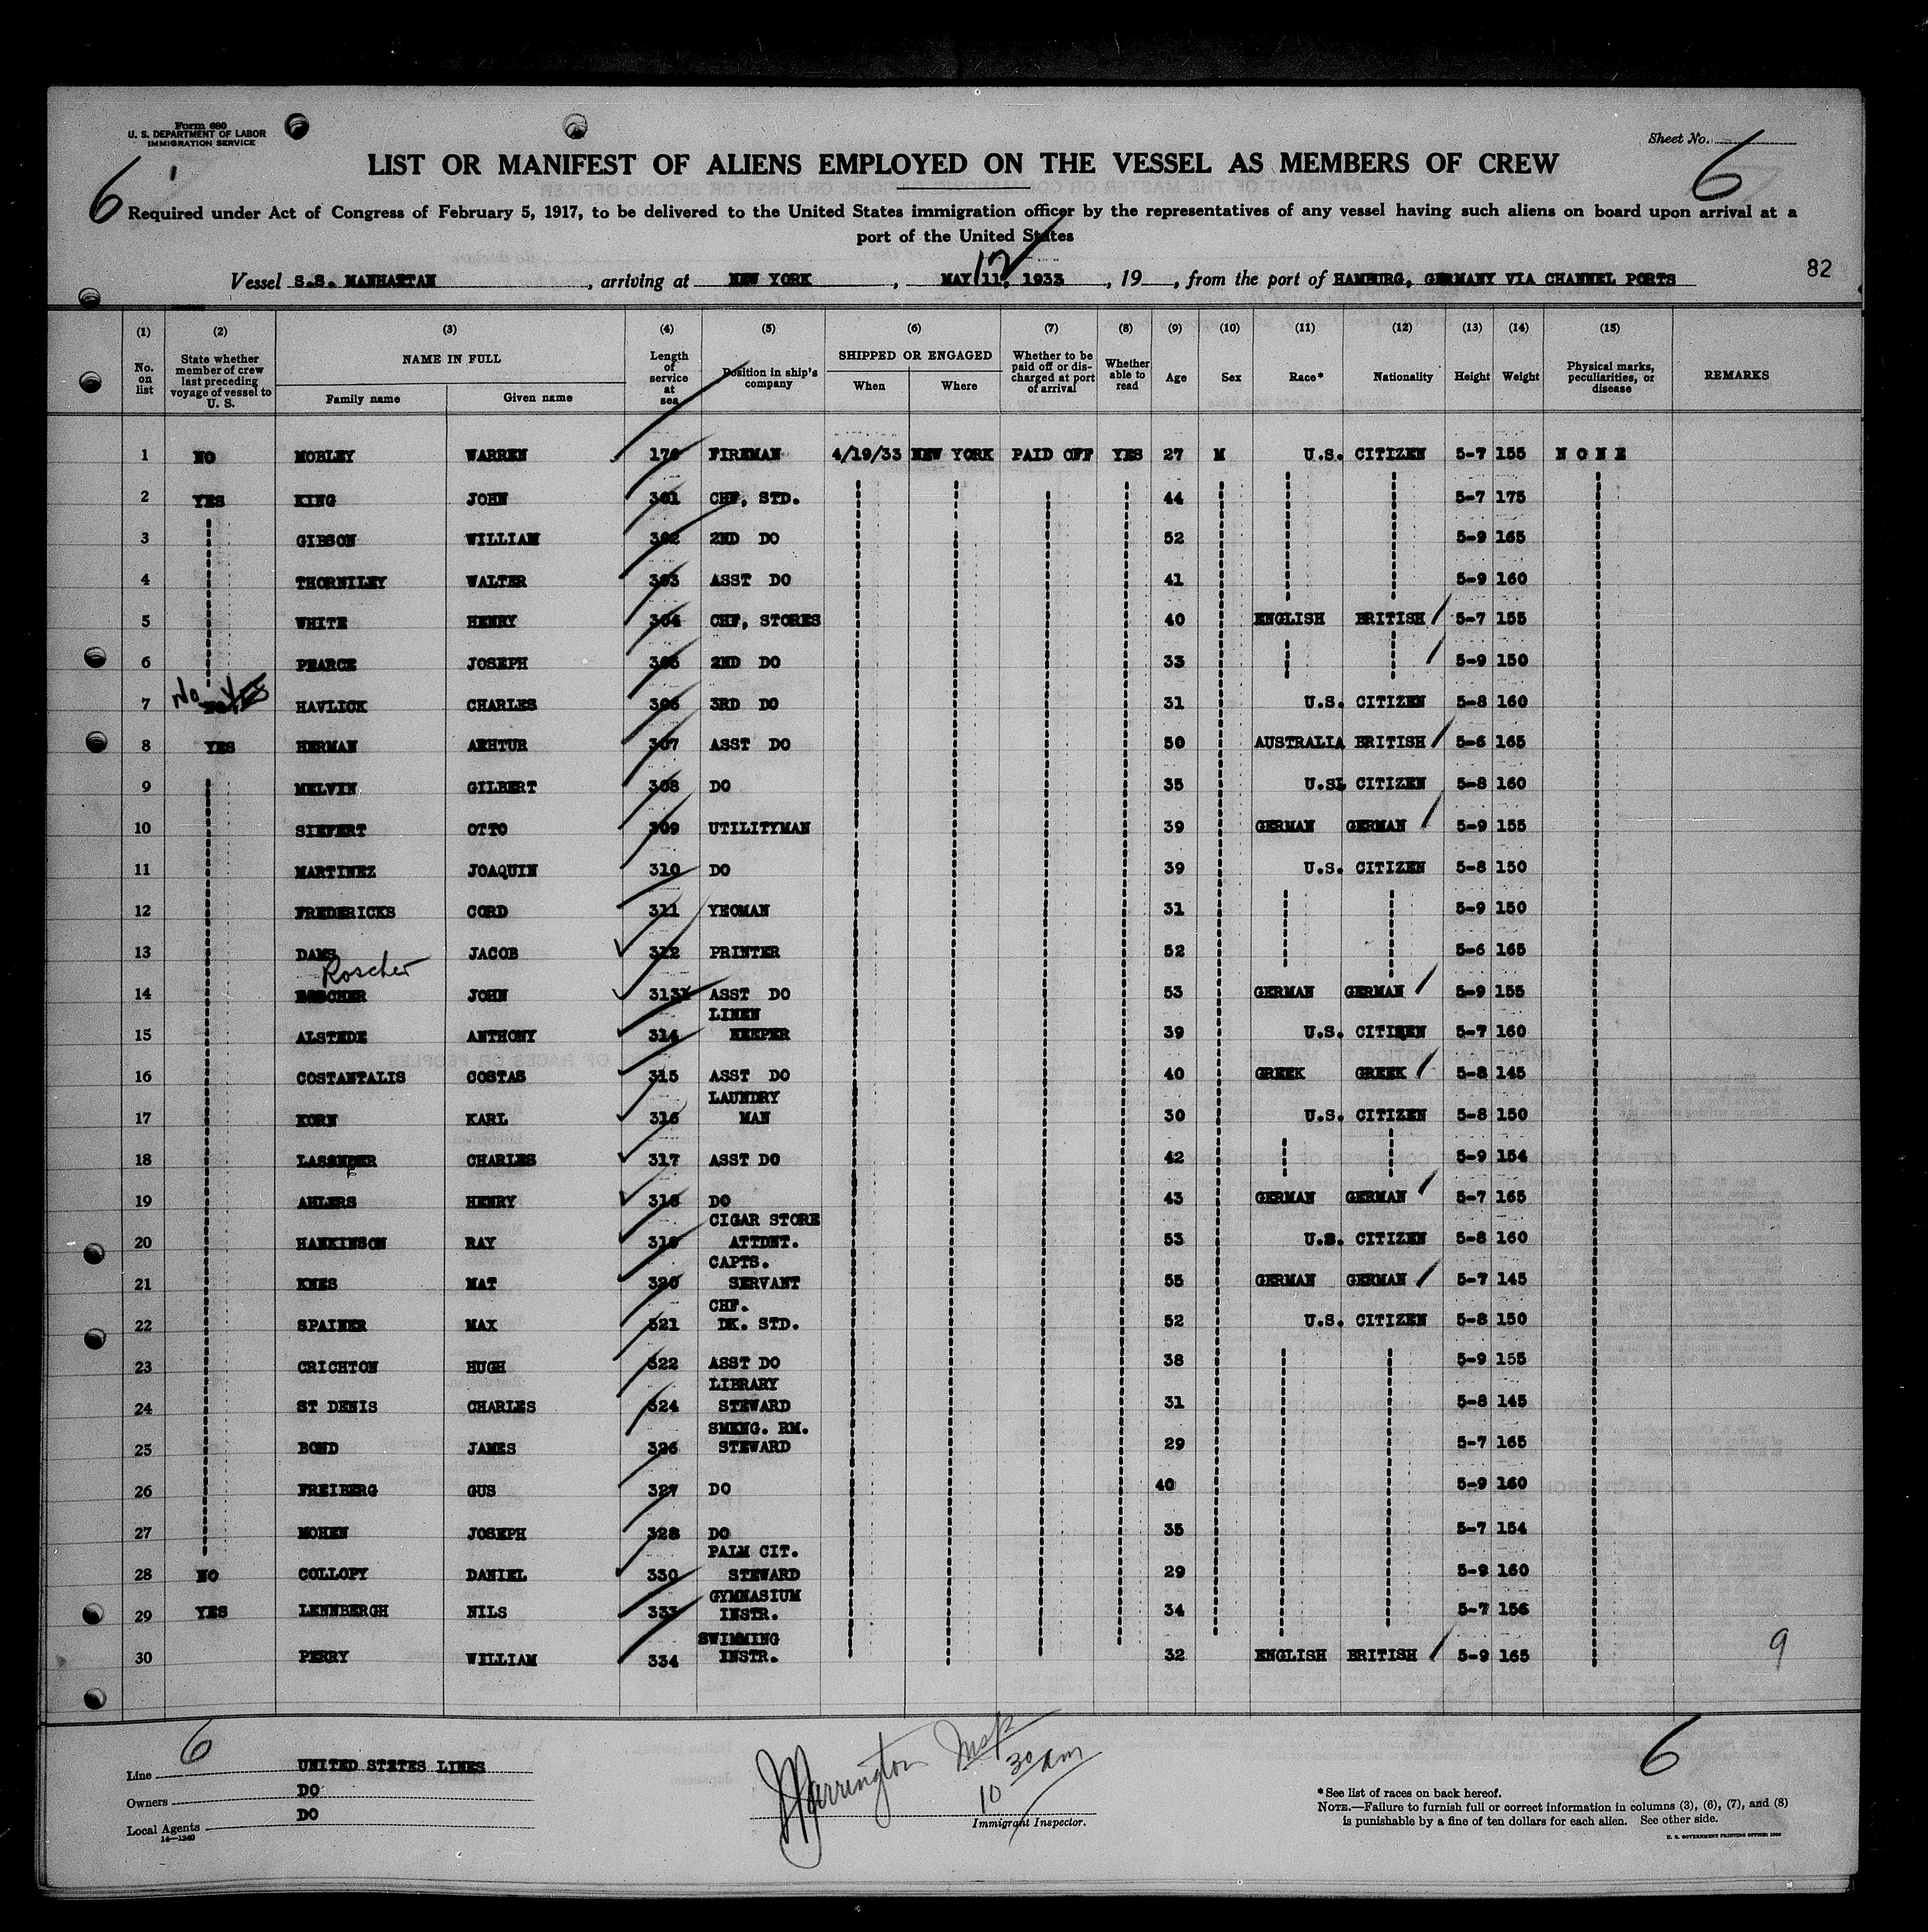 Form 680
U. S. DEPARTMENT OF LABOR
IMMIGRATION SERVICE
Sheet No. 6
LIST OR MANIFEST OF ALIENS EMPLOYED ON THE VESSEL AS MEMBERS OF CREW
6
Required under Act of Congress of February 5, 1917, to be delivered to the United States immigration officer by the representatives of any vessel having such aliens on board upon arrival at a
port of the United States
12
Vessel S.S. MANHATTAN, arriving at NEW YORK, MAY 11, 1933, 19, from the port of HAMBURG, GERMANY VIA CHANNEL PORTS
82
(1) (2) (3) (4) (5) (6) (7) (8) (9) (10) (11) (12) (13) (14) (15)
No. on list State whether member of crew last preceding voyage of vessel to U. S. NAME IN FULL Family name Given name Length of service at sea Position in ship's company SHIPPED OR ENGAGED When Where Whether to be paid off or discharged at port of arrival Whether able to read Age Sex Race* Nationality Height Weight Physical marks, peculiarities, or disease REMARKS
1 NO MOBLEY WARREN FIREMAN 4/19/33 NEW YORK PAID OFF YES 27 M U.S. CITIZEN 5-7 155 NONE
2 YES KING JOHN 301 CHF, STD. 44 5-7 175
3 GIBSON WILLIAM 302 2ND DO 52 5-9 165
4 THORNILEY WALTER 303 ASST DO 41 5-9 160
5 WHITE HENRY 304 CHF, STORES 40 ENGLISH BRITISH 5-7 155
6 PEARCE JOSEPH 305 2ND DO 33 5-9 150
7 No HAVLICK CHARLES 306 3RD DO 31 U.S. CITIZEN 5-8 160
8 YES HERMAN ARHTUR 307 ASST DO 50 AUSTRALIA BRITISH 5-6 165
9 MELVIN GILBERT 308 DO 35 CITIZEN 5-8 160
10 SIEFERT OTTO 309 UTILITYMAN 39 GERMAN GERMAN 5-9 155
11 MARTINEZ JOAQUIN 310 DO 39 U.S. CITIZEN 5-8 150
12 FREDERICKS CORD 311 YEOMAN 31 5-9 150
13 DAMS JACOB 312 PRINTER 52 5-6 165
Roscher
14 JOHN 313 ASST DO 53 GERMAN GERMAN 5-9 155
15 ALSTEDE ANTHONY 314 LINEN KEEPER 39 U.S. CITIZEN 5-7 160
16 COSTANTALIS COSTAS 315 ASST DO 40 GREEK GREEK 5-8 145
17 KORN KARL 316 LAUNDRY MAN 30 U.S. CITIZEN 5-8 150
18 CHARLES 317 ASST DO 42 5-9 154
19 AHLERS HENRY 318 DO 43 GERMAN GERMAN 5-7 165
20 HANKINSON RAY 319 CIGAR STORE ATTDNT. 53 U.S. CITIZEN 5-8 160
21 KNES MAT 320 CAPTS. SERVANT 55 GERMAN GERMAN 5-7 145
22 SPAINER MAX 321 CHF. DK. STD. 52 U.S. CITIZEN 5-8 150
23 CRICHTON HUGH 322 ASST DO 38 5-9 155
24 ST DENIS CHARLES 324 LIBRARY STEWARD 31 5-8 145
25 BOND JAMES 326 SMKNG. RM. STEWARD 29 5-7 165
26 FREIBERG GUS 327 DO 40 5-9 160
27 MOHEN JOSEPH 328 DO 35 5-7 154
28 NO COLLOPY DANIEL 330 PALM CIT. STEWARD 29 5-9 160
29 YES LENNBERGH NILS 333 GYMNASIUM INSTR. 34 5-7 156
30 PERRY WILLIAM 334 SWIMMING INSTR. 32 ENGLISH BRITISH 5-9 165
9
6
Line UNITED STATES LINES
Owners DO
Local Agents DO
14—1240
Warrington
10 30 am
Immigrant Inspector.
6
*See list of races on back hereof.
NOTE.—Failure to furnish full or correct information in columns (3), (6), (7), and (8)
is punishable by a fine of ten dollars for each alien. See other side.